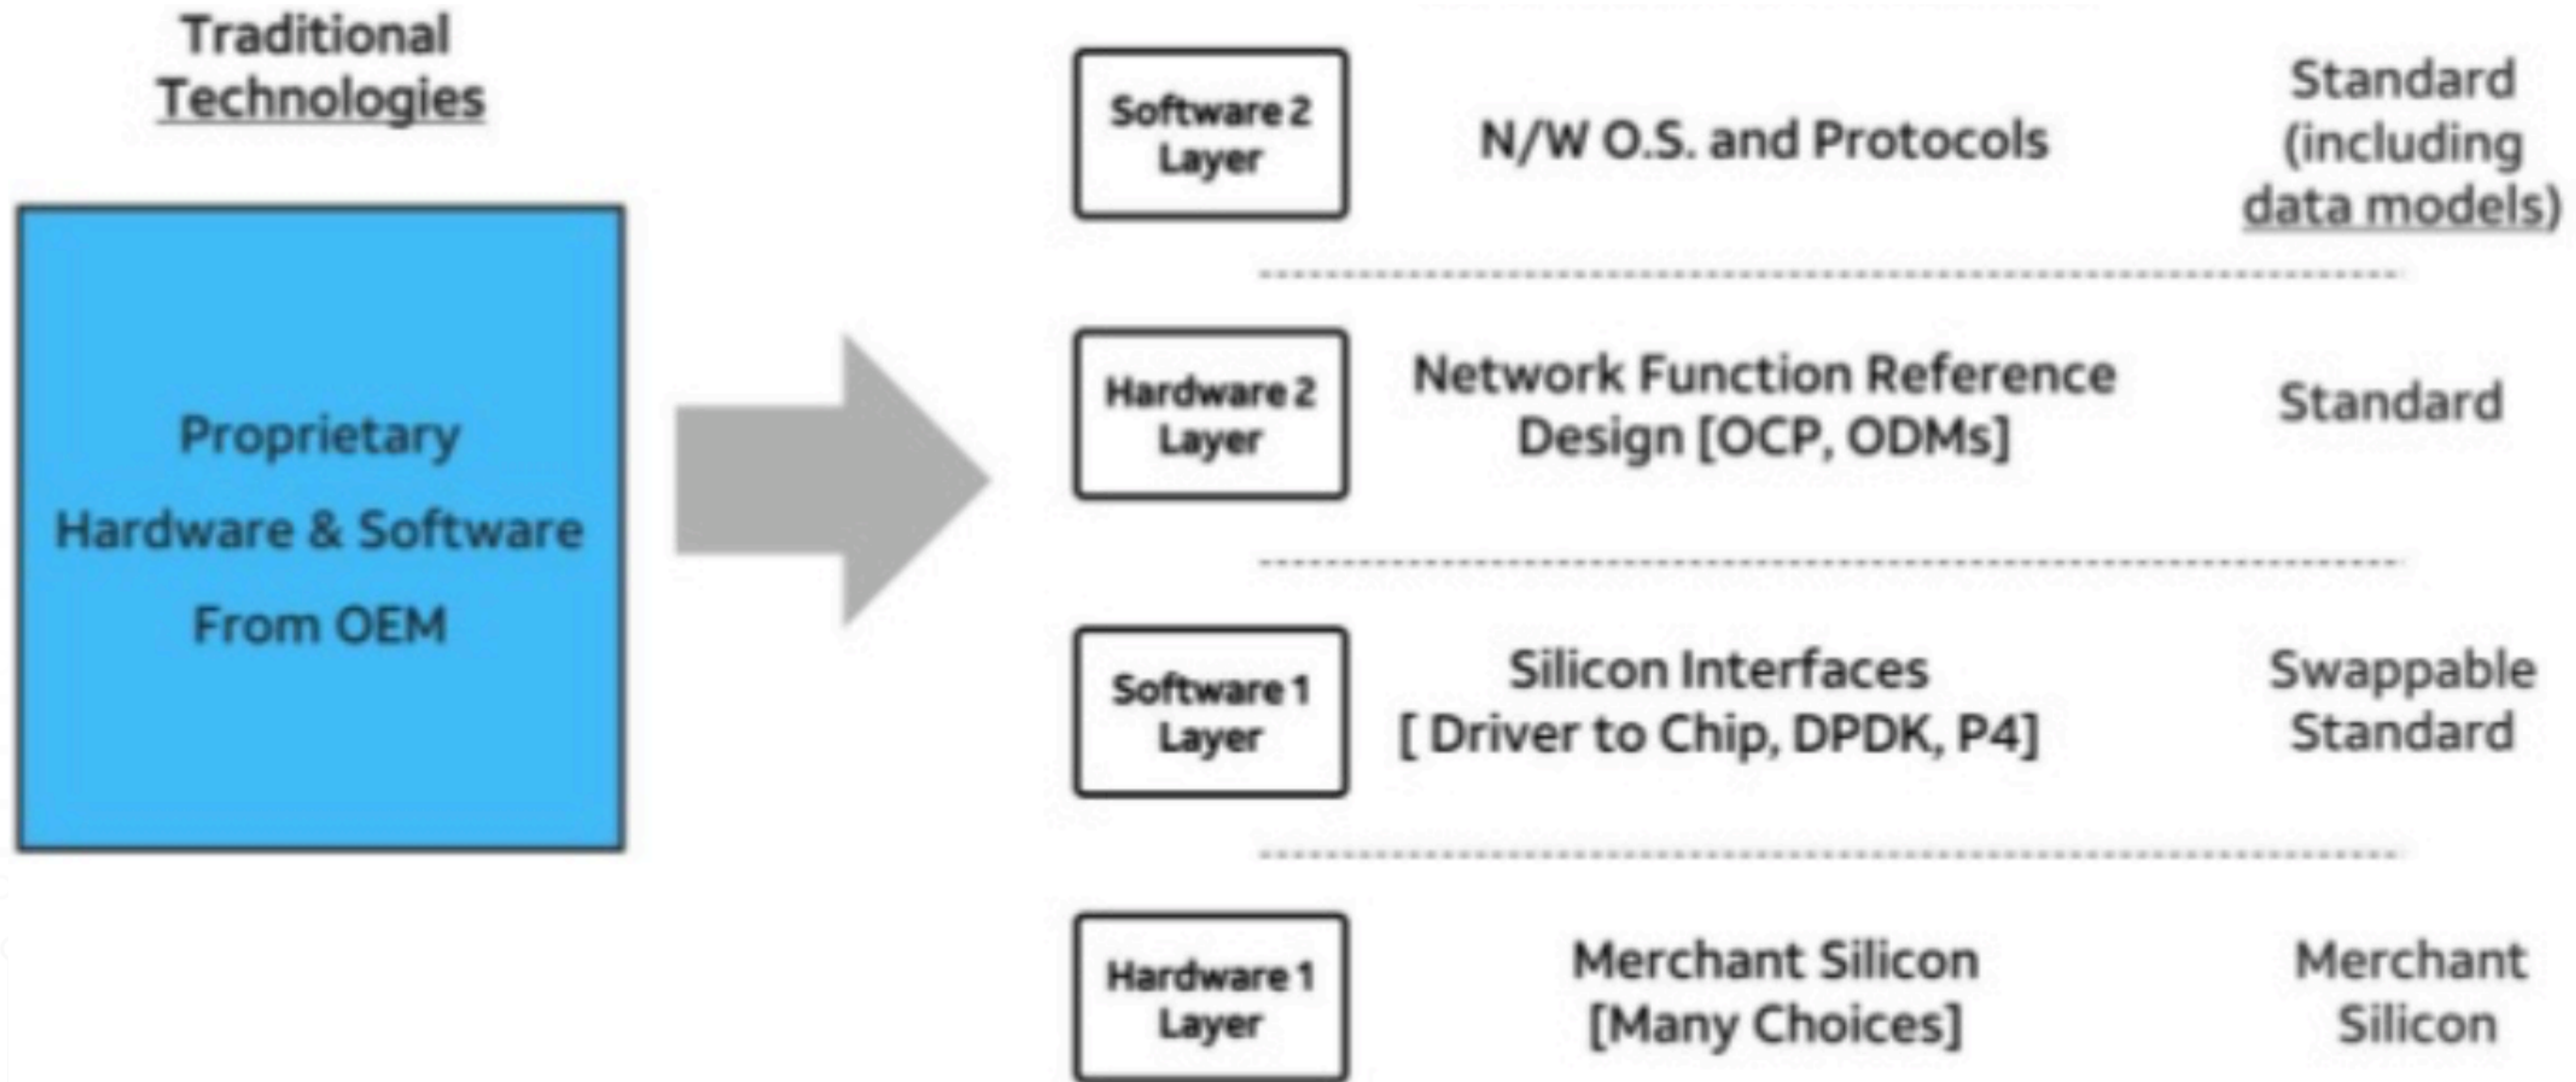 Traditional
Technologies
Proprietary
Hardware & Software
From OEM
Software 2
Layer
N/W O.S. and Protocols
Standard
(including
data models)
Hardware 2
Layer
Network Function Reference
Design [OCP, ODMs]
Standard
Software 1
Layer
Silicon Interfaces
[ Driver to Chip, DPDK, P4]
Swappable
Standard
Hardware 1
Layer
Merchant Silicon
[Many Choices]
Merchant
Silicon